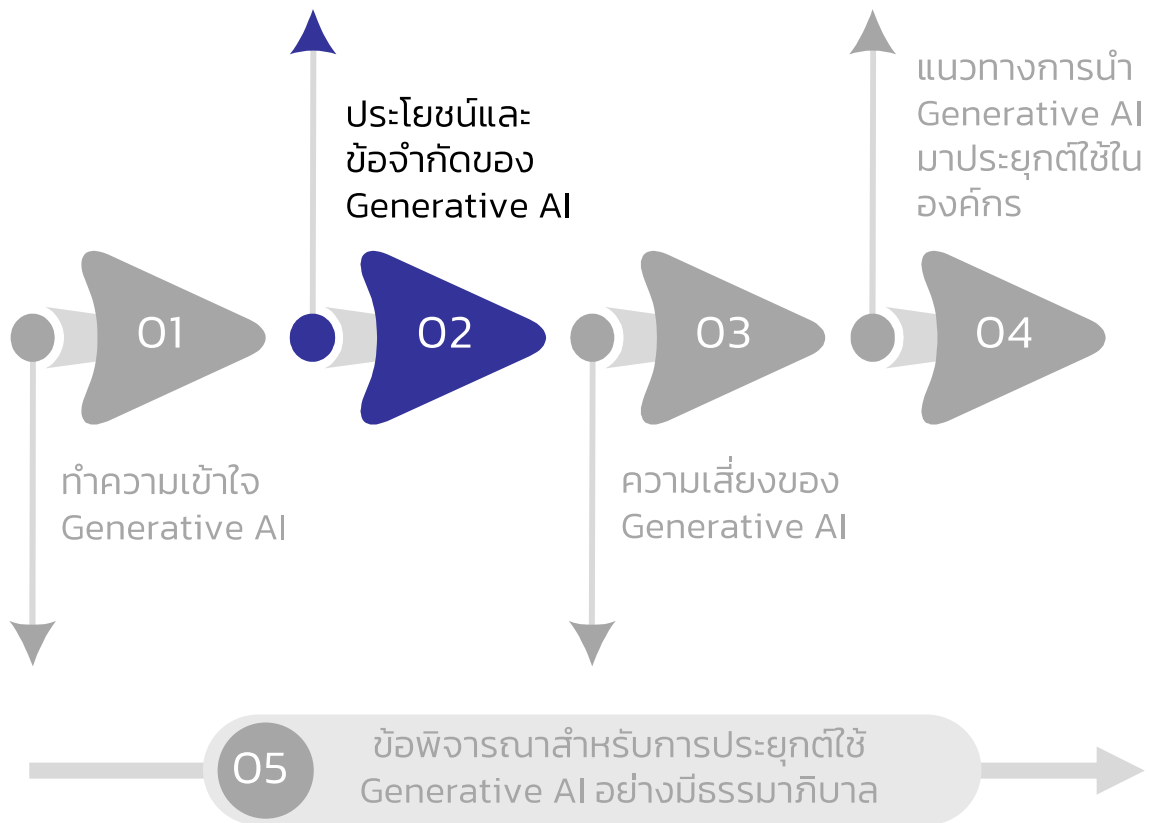 01
ทำความเข้าใจ
Generative AI
02
ประโยชน์และ
ข้อจำกัดของ
Generative AI
03
ความเสี่ยงของ
Generative AI
04
แนวทางการนำ
Generative AI
มาประยุกต์ใช้ใน
องค์กร
05
ข้อพิจารณาสำหรับการประยุกต์ใช้
Generative AI อย่างมีธรรมาภิบาล